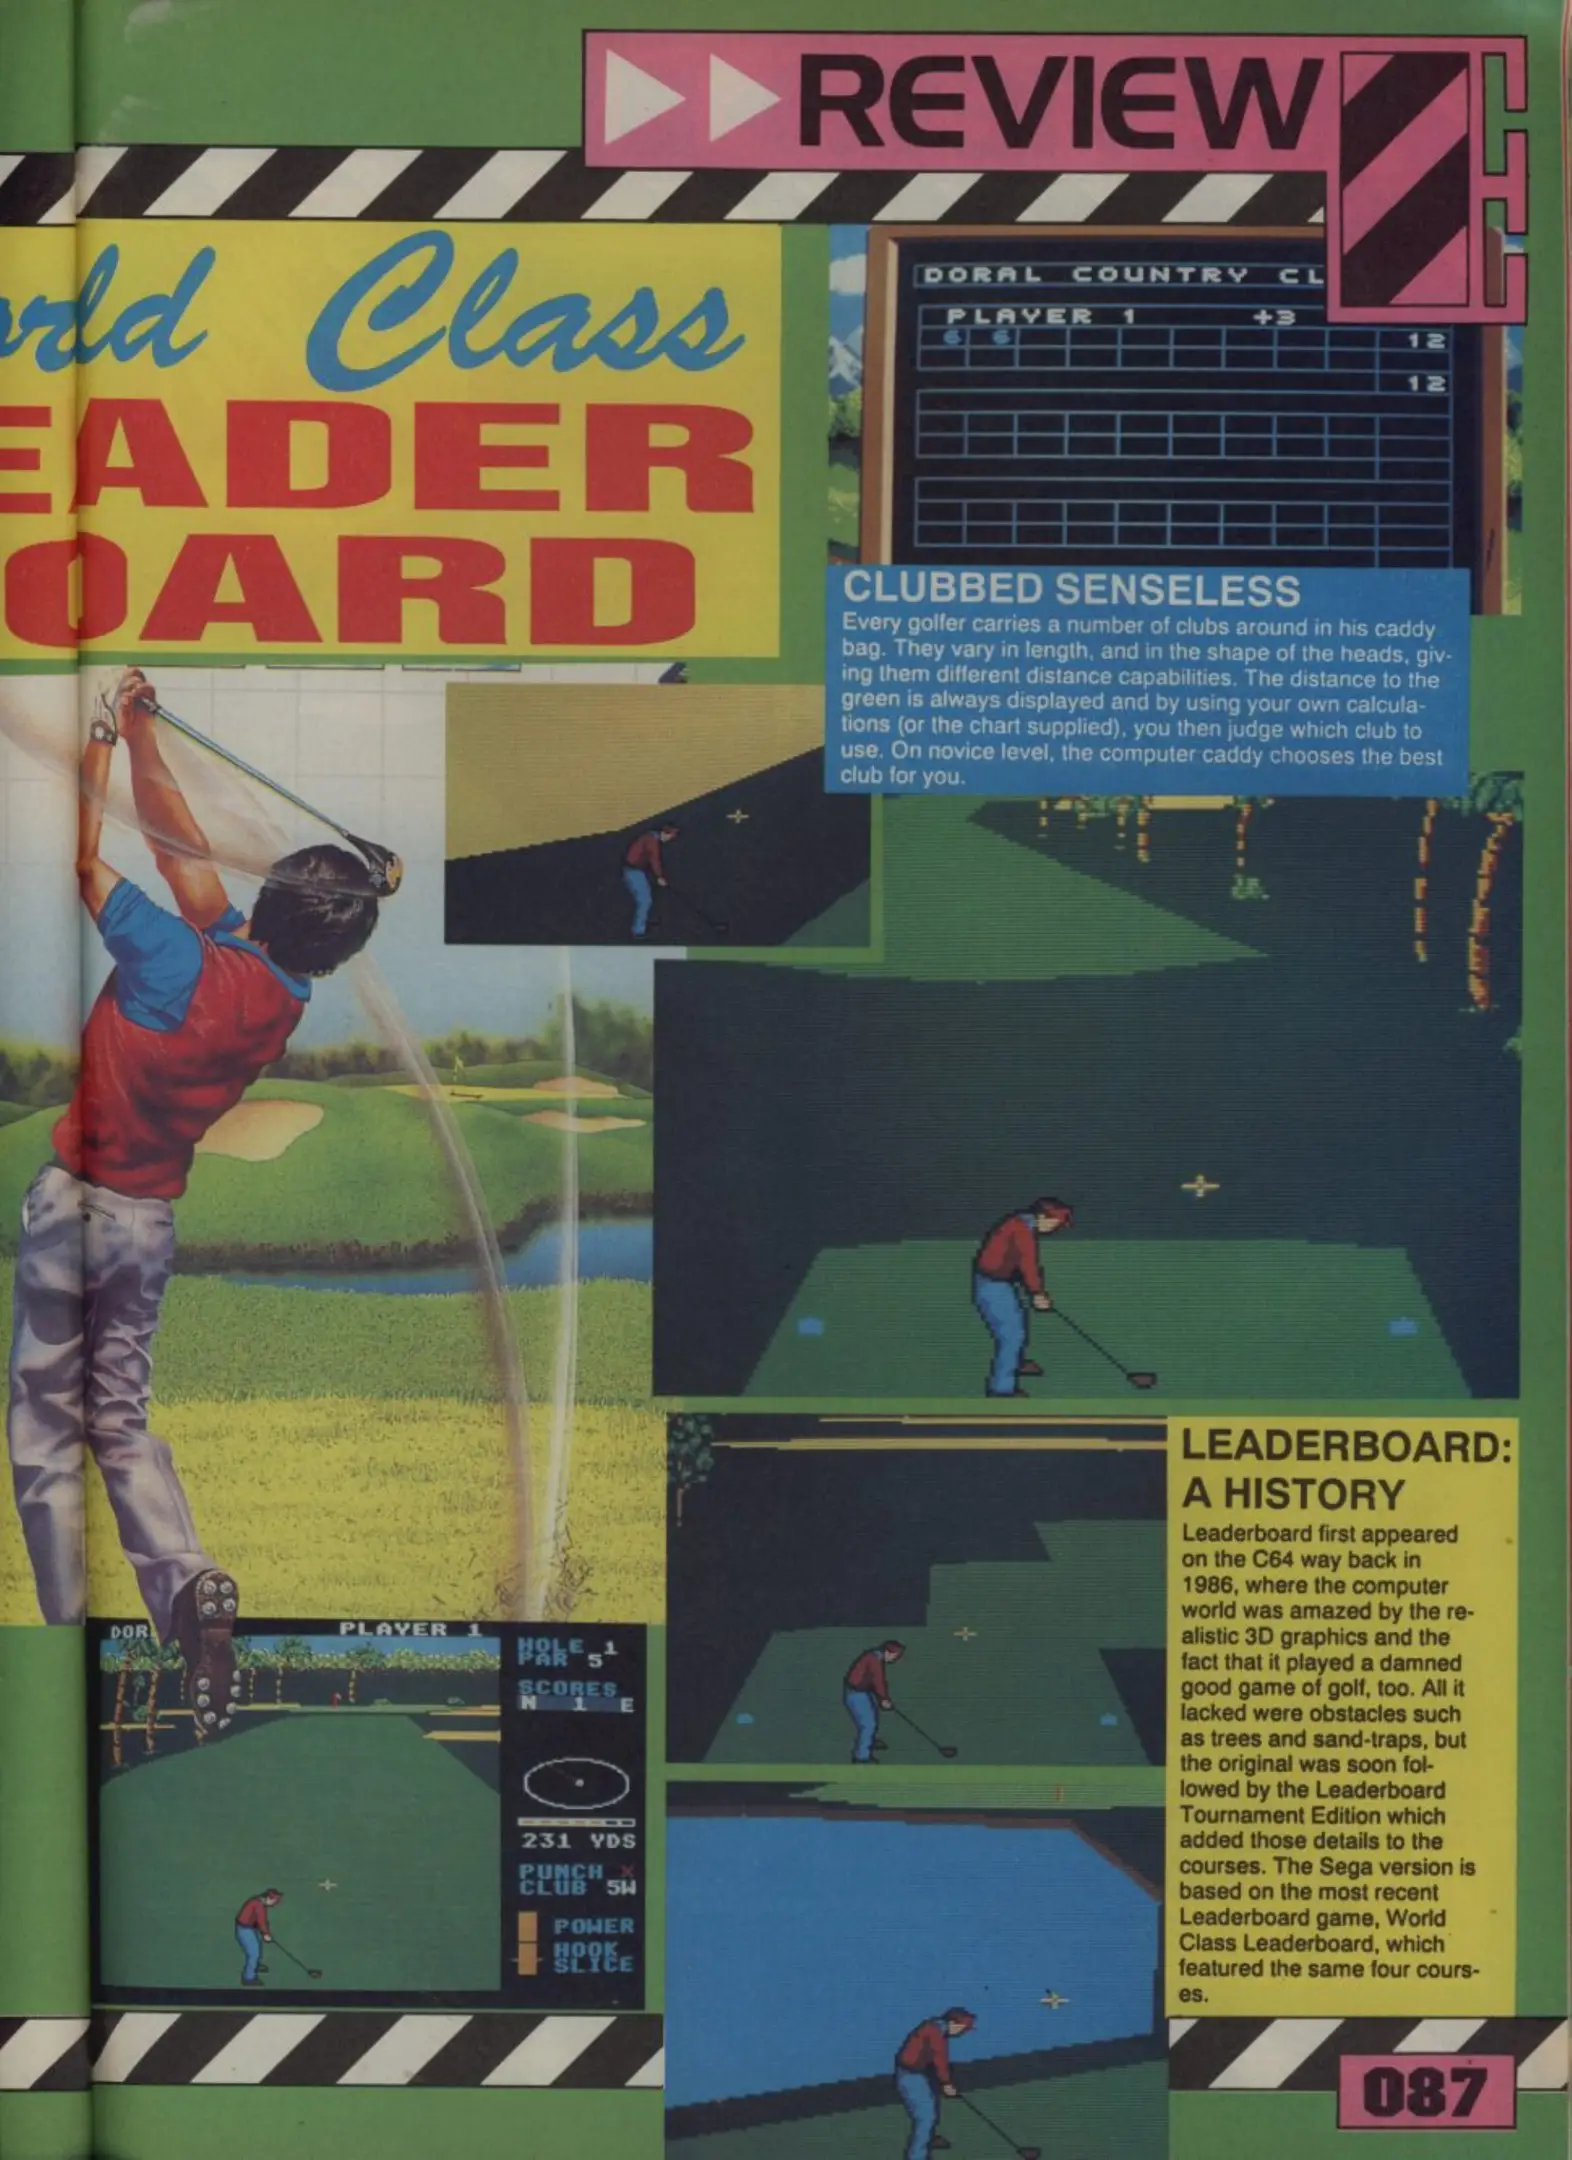 REVIEW
orld Class
EADER
OARD
DORAL COUNTRY CL
PLAYER 1 +3
6 6 12
12
CLUBBED SENSELESS
Every golfer carries a number of clubs around in his caddy
bag. They vary in length, and in the shape of the heads, giv-
ing them different distance capabilities. The distance to the
green is always displayed and by using your own calcula-
tions (or the chart supplied), you then judge which club to
use. On novice level, the computer caddy chooses the best
club for you.
LEADERBOARD:
A HISTORY
Leaderboard first appeared
on the C64 way back in
1986, where the computer
world was amazed by the re-
alistic 3D graphics and the
fact that it played a damned
good game of golf, too. All it
lacked were obstacles such
as trees and sand-traps, but
the original was soon fol-
lowed by the Leaderboard
Tournament Edition which
added those details to the
courses. The Sega version is
based on the most recent
Leaderboard game, World
Class Leaderboard, which
featured the same four cours-
es.
DOR PLAYER 1
HOLE 1
PAR 5
SCORES
N 1 E
231 YDS
PUNCH X
CLUB 5W
POWER
HOOK
SLICE
087